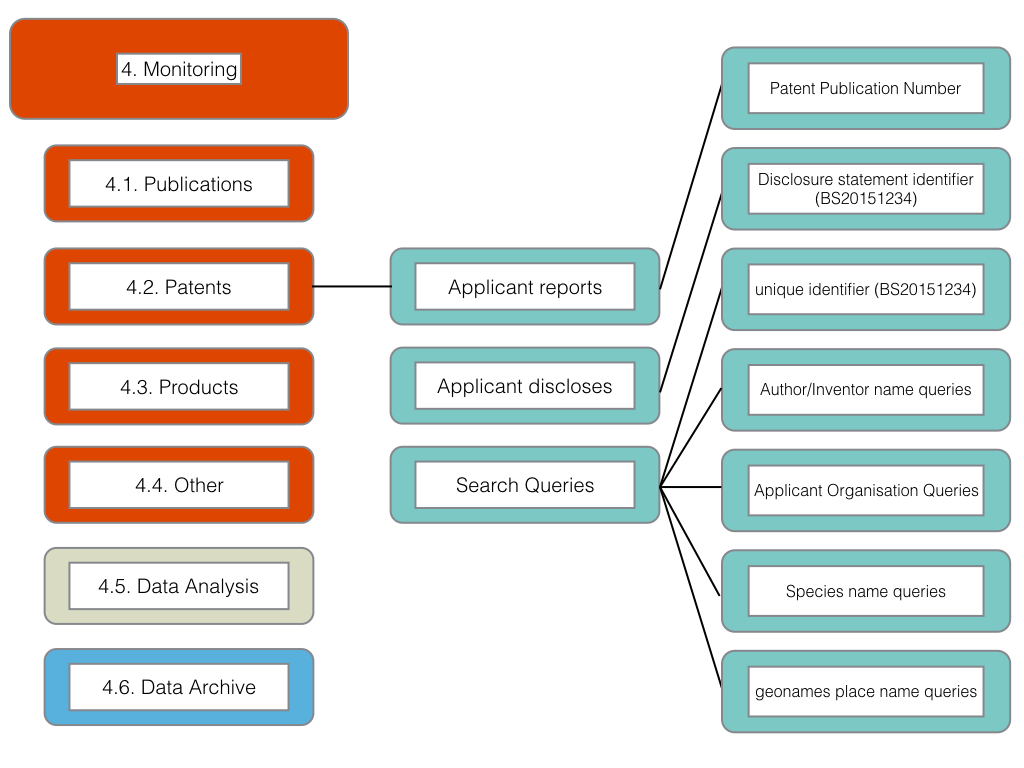 4. Monitoring
4.1. Publications
4.2. Patents
4.3. Products
4.4. Other
4.5. Data Analysis
4.6. Data Archive
Applicant reports
Applicant discloses
Search Queries
Patent Publication Number
Disclosure statement identifier
(BS20151234)
unique identifier (BS20151234)
Author/Inventor name queries
Applicant Organisation Queries
Species name queries
geonames place name queries